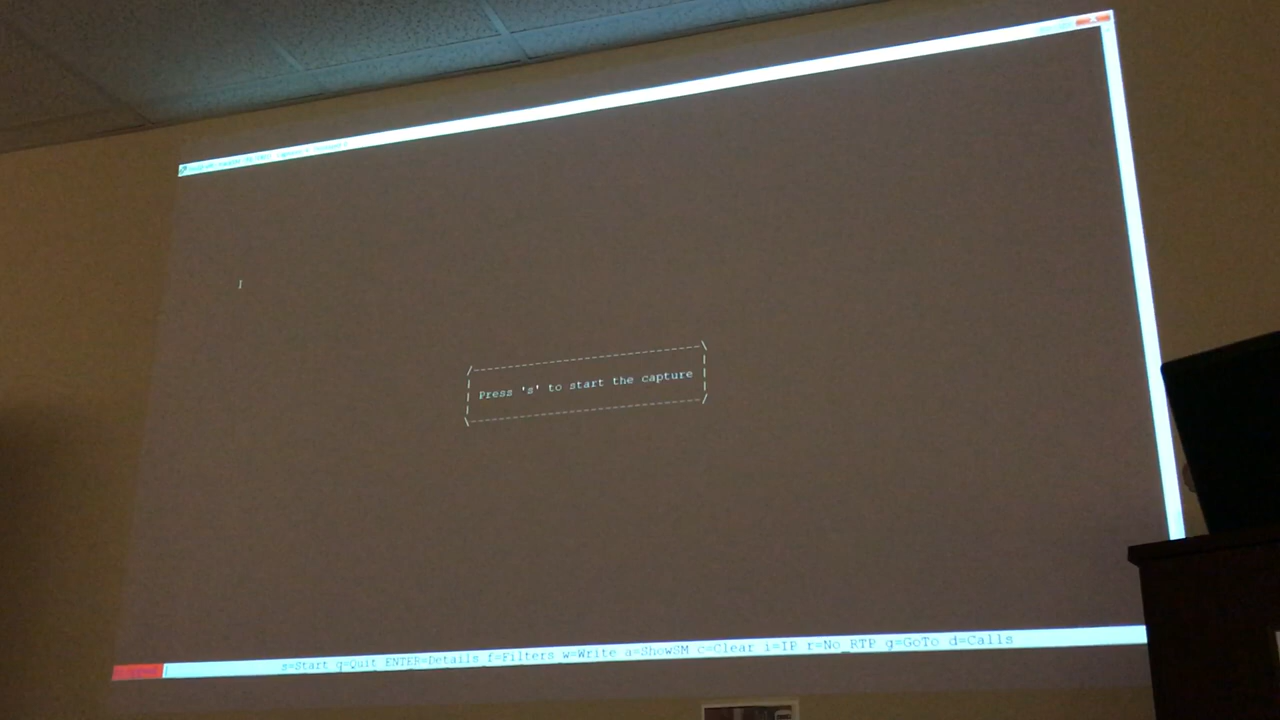 Press 's' to start the capture
s=Start q=Quit ENTER=Details f=Filters w=Write a=ShowSM c=Clear i=IP r=No_RTP g=GoTo d=Calls